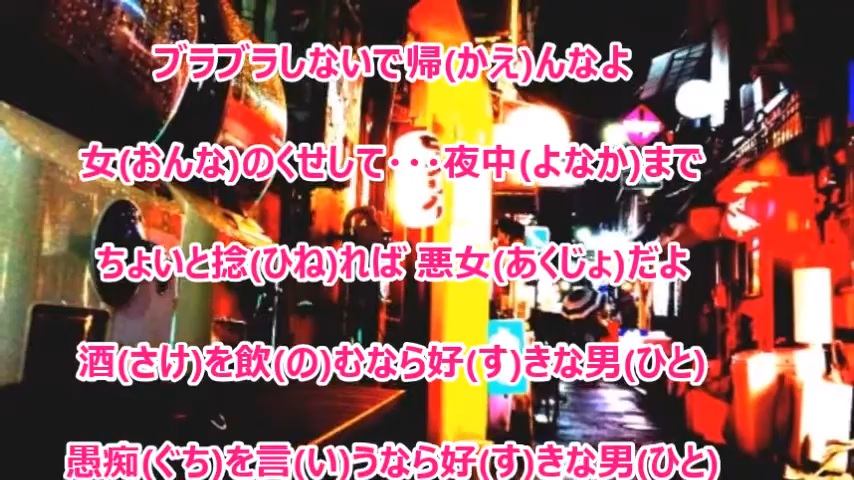 ブラブラしないで帰(かえ)んなよ
女(おんな)のくせして・・・夜中(よなか)まで
ちょいと捻(ひね)れば 悪女(あくじょ)だよ
酒(さけ)を飲(の)むなら好(す)きな男(ひと)
愚痴(ぐち)を言(い)うなら好(す)きな男(ひと)